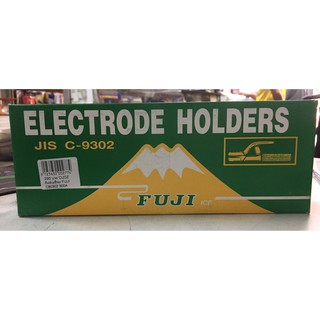 ELECTRODE HOLDERS
JIS C-9302
FUJI